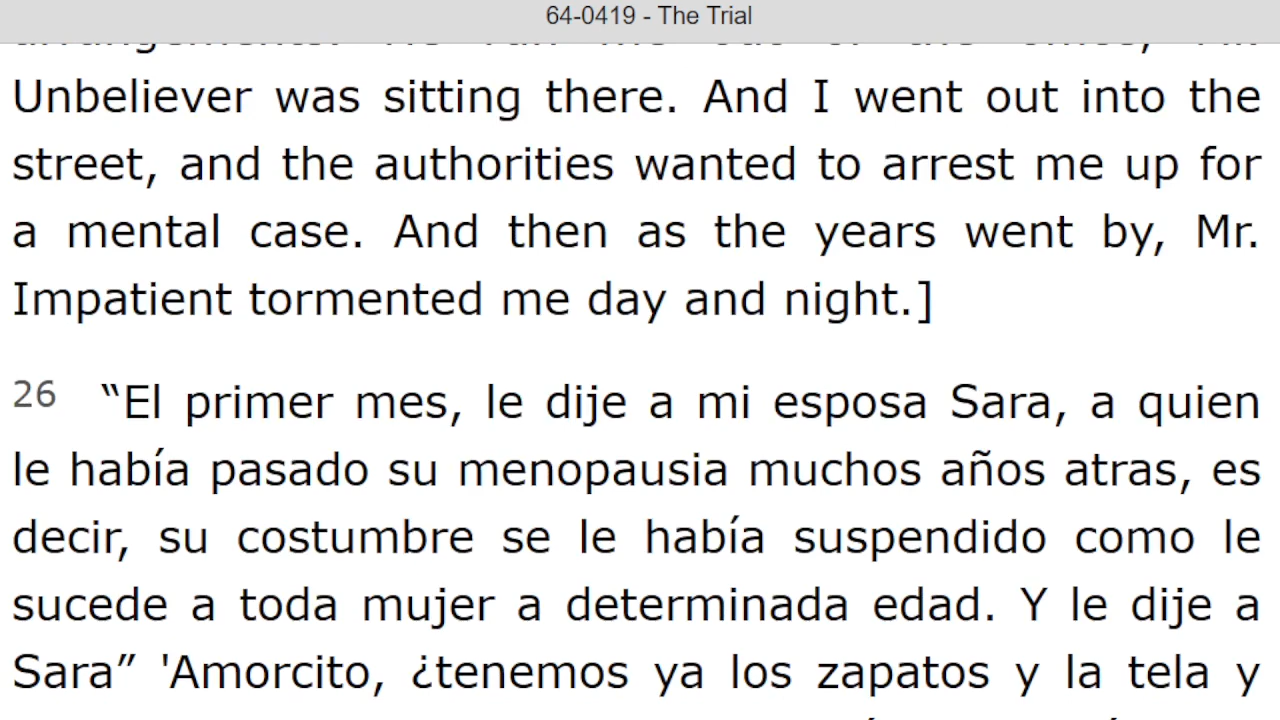 64-0419 - The Trial
Unbeliever was sitting there. And I went out into the
street, and the authorities wanted to arrest me up for
a mental case. And then as the years went by, Mr.
Impatient tormented me day and night.]
26 “El primer mes, le dije a mi esposa Sara, a quien
le había pasado su menopausia muchos años atras, es
decir, su costumbre se le había suspendido como le
sucede a toda mujer a determinada edad. Y le dije a
Sara” 'Amorcito, ¿tenemos ya los zapatos y la tela y